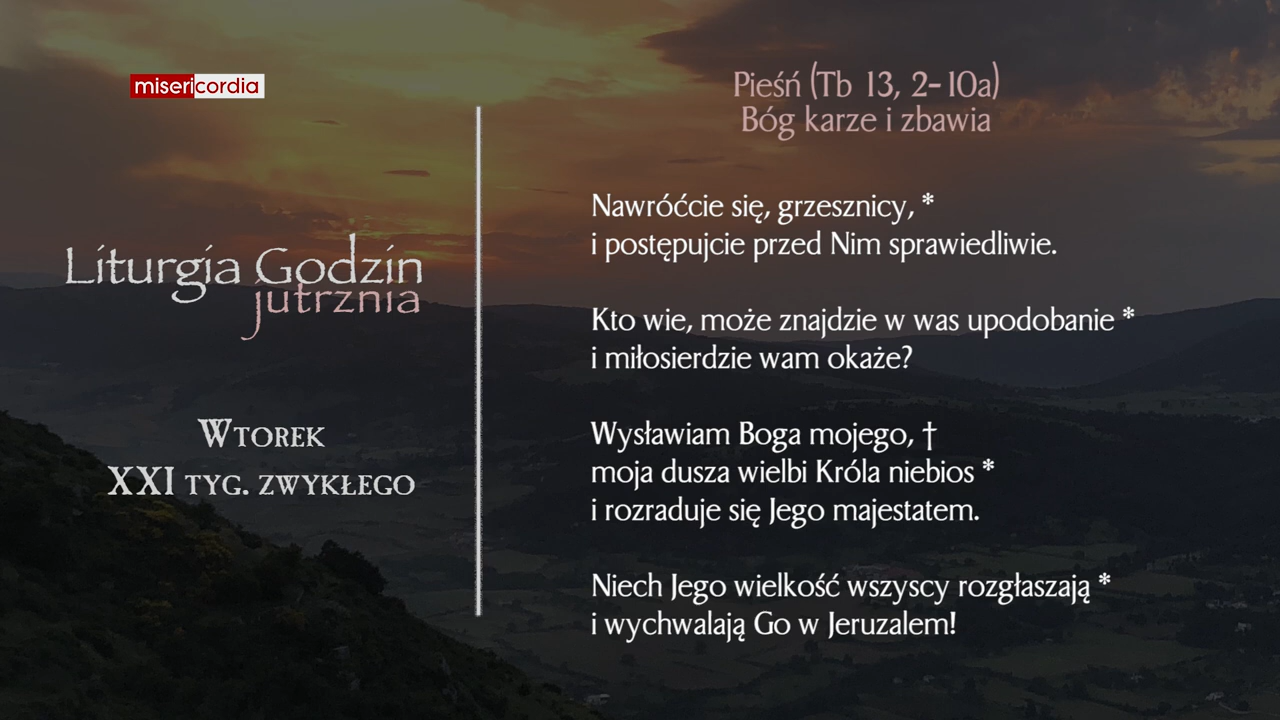 misericordia
Liturgia Godzin
jutrznia
Wtorek
XXI tyg. zwykłego
Pieśń (Tb 13, 2-10a)
Bóg karze i zbawia
Nawróćcie się, grzesznicy, *
i postępujcie przed Nim sprawiedliwie.
Kto wie, może znajdzie w was upodobanie *
i miłosierdzie wam okaże?
Wysławiam Boga mojego, †
moja dusza wielbi Króla niebios *
i rozraduje się Jego majestatem.
Niech Jego wielkość wszyscy rozgłaszają *
i wychwalają Go w Jeruzalem!